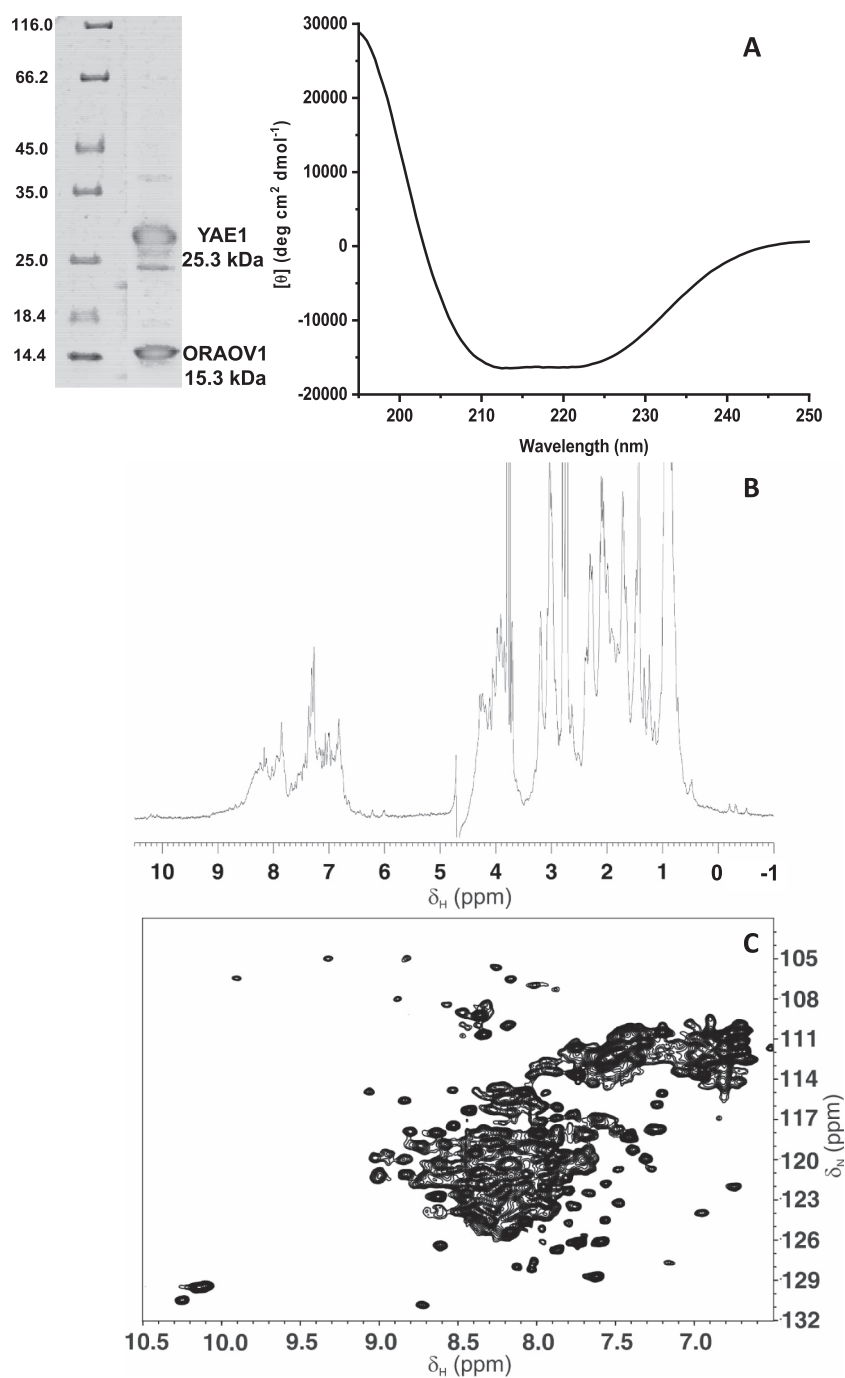 116.0
66.2
45.0
35.0
25.0
18.4
14.4
YAE1
25.3 kDa
ORAOV1
15.3 kDa
A
30000
20000
10000
0
-10000
-20000
[θ] (deg cm² dmol⁻¹)
200 210 220 230 240 250
Wavelength (nm)
B
10 9 8 7 6 5 4 3 2 1 0 -1
δH (ppm)
C
105
108
111
114
117
120
123
126
129
132
δN (ppm)
10.5 10.0 9.5 9.0 8.5 8.0 7.5 7.0
δH (ppm)